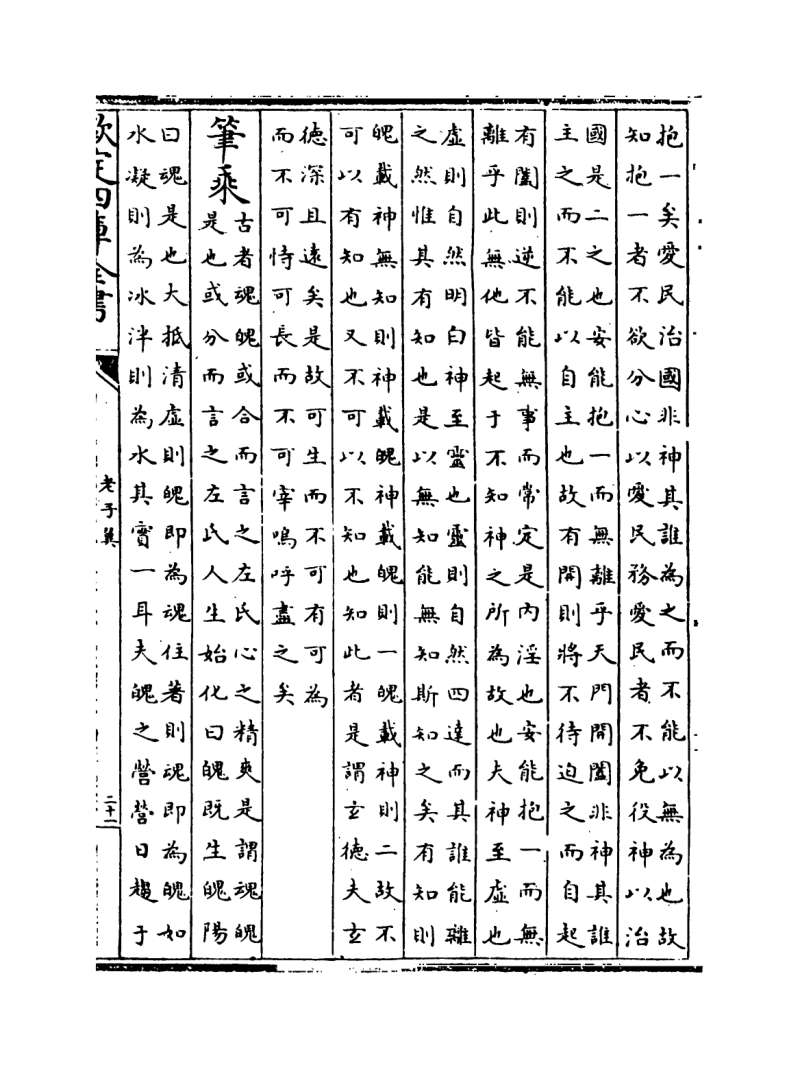 抱一矣愛民治國非神其誰為之而不能以無為也故
知抱一者不欲分心以愛民務愛民者不免役神以治
國是二之也安能抱一而無離乎天門開闔非神其誰
主之而不能以自主也故有開則將不待迫之而自起
有闔則逆不能無事而常定是内淫也安能抱一而無
離乎此無他皆起于不知神之所為故也夫神至虚也
虚則自然明白神至靈也靈則自然四達而其誰能離
之然惟其有知也是以無知能無知斯知之矣有知則
魄載神無知則神載魄神載魄則一魄載神則二故不
可以有知也又不可以不知也知此者是謂玄德夫玄
德深且遠矣是故可生而不可有可為
而不可恃可長而不可宰嗚呼盡之矣
筆乘
古者魂魄或合而言之左氏心之精爽是謂魂魄
是也或分而言之左氏人生始化曰魄既生魄陽
曰魂是也大抵清虚則魄即為魂住著則魂即為魄如
水凝則為冰泮則為水其實一耳夫魄之營營日趨于
欽定四庫全書
老子翼
二十一